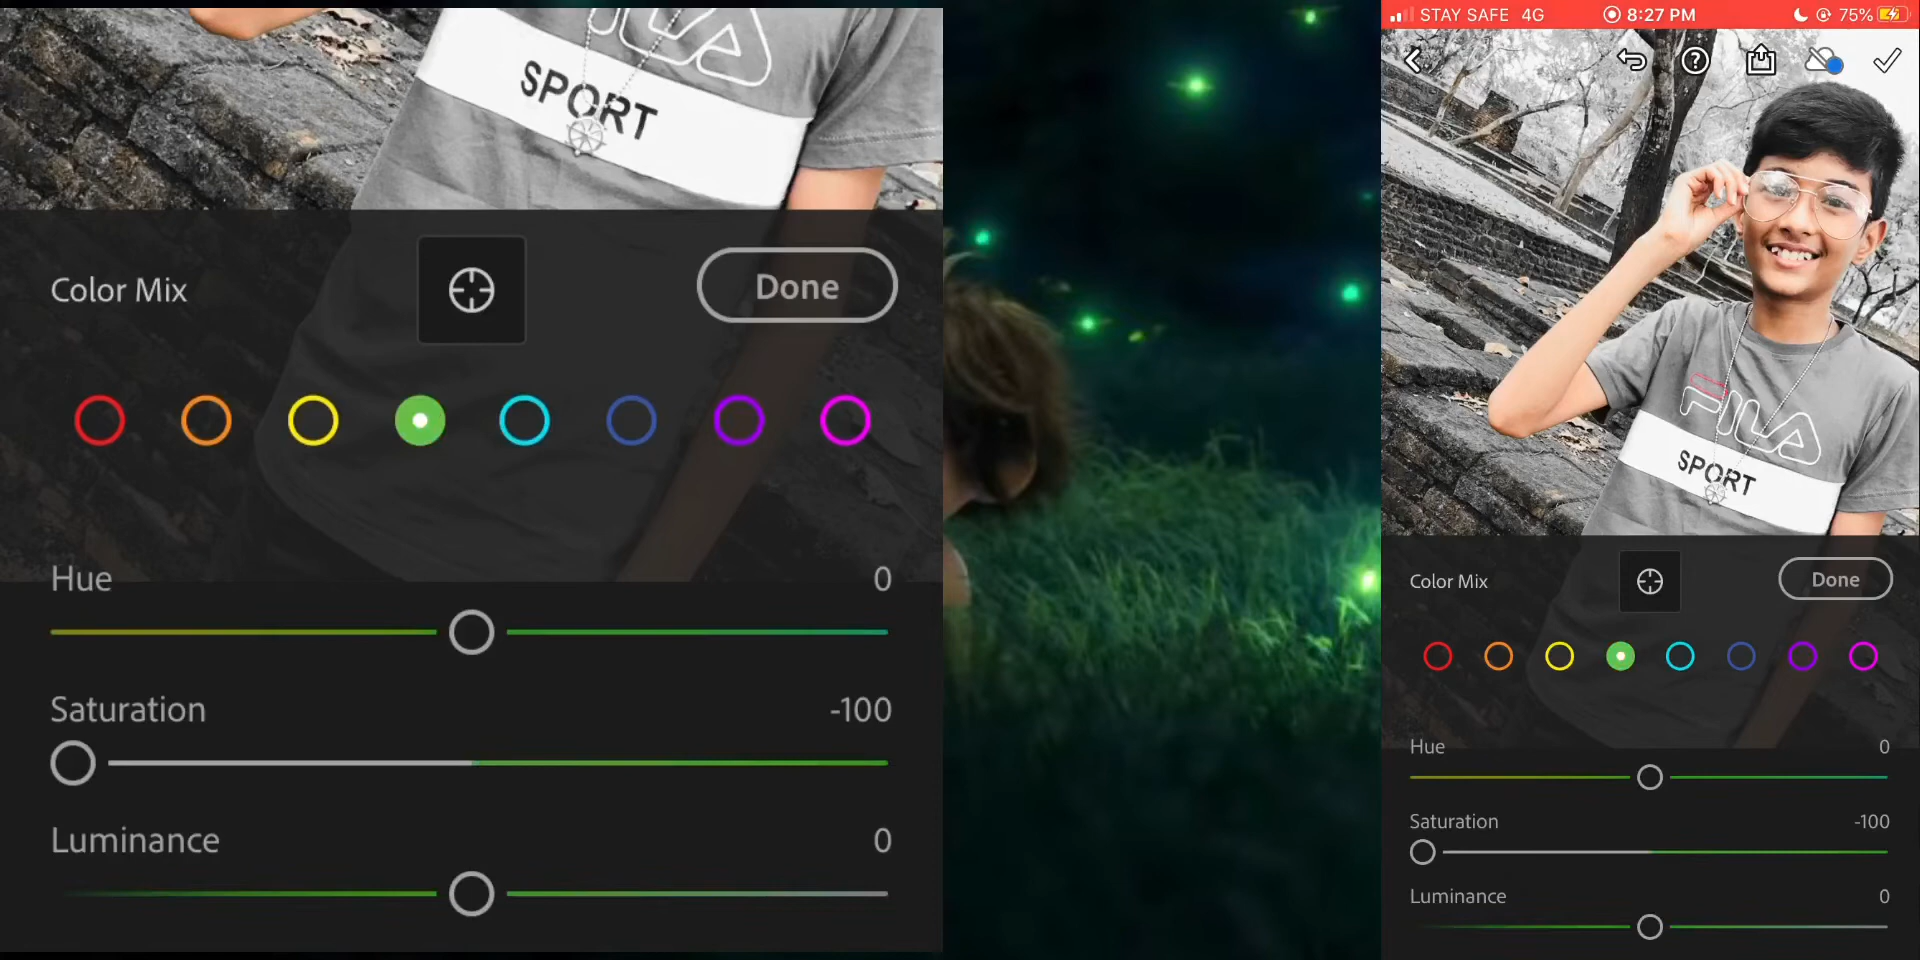 FILA
SPORT
Color Mix
Done
Hue
0
Saturation
-100
Luminance
0
STAY SAFE 4G
8:27 PM
75%
?
FILA
SPORT
Color Mix
Done
Hue
0
Saturation
-100
Luminance
0